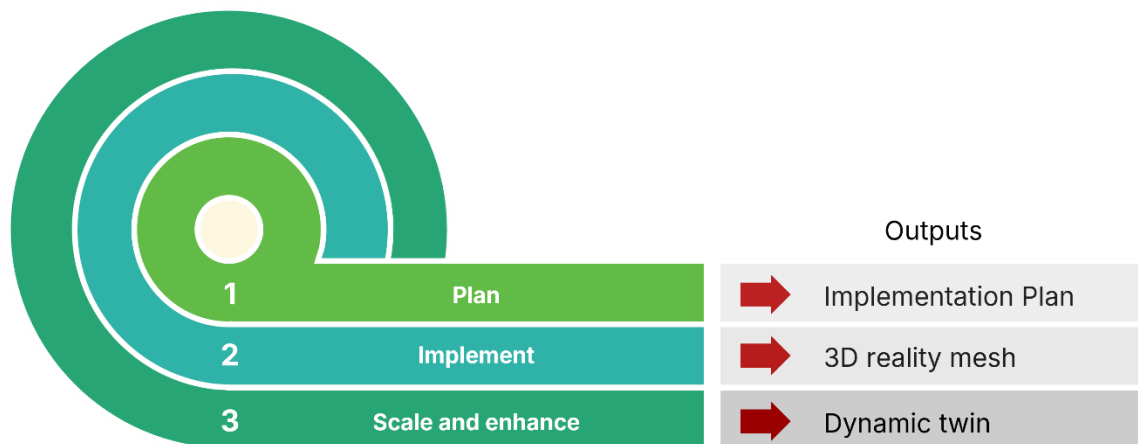 Outputs
1 Plan Implementation Plan
2 Implement 3D reality mesh
3 Scale and enhance Dynamic twin